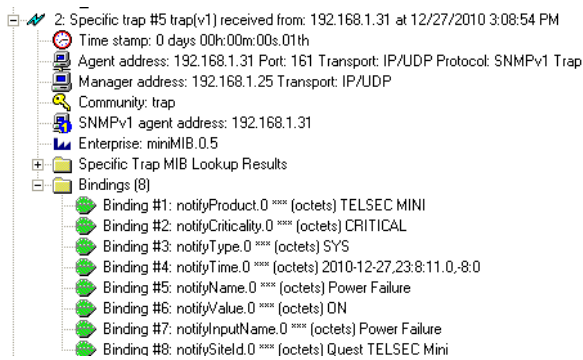 2: Specific trap #5 trap(v1) received from: 192.168.1.31 at 12/27/2010 3:08:54 PM
Time stamp: 0 days 00h:00m:00s.01th
Agent address: 192.168.1.31 Port: 161 Transport: IP/UDP Protocol: SNMPv1 Trap
Manager address: 192.168.1.25 Transport: IP/UDP
Community: trap
SNMPv1 agent address: 192.168.1.31
Enterprise: miniMIB.0.5
Specific Trap MIB Lookup Results
Bindings (8)
Binding #1: notifyProduct.0 *** (octets) TELSEC MINI
Binding #2: notifyCriticality.0 *** (octets) CRITICAL
Binding #3: notifyType.0 *** (octets) SYS
Binding #4: notifyTime.0 *** (octets) 2010-12-27,23:8:11.0,-8:0
Binding #5: notifyName.0 *** (octets) Power Failure
Binding #6: notifyValue.0 *** (octets) ON
Binding #7: notifyInputName.0 *** (octets) Power Failure
Binding #8: notifySiteId.0 *** (octets) Quest TELSEC Mini